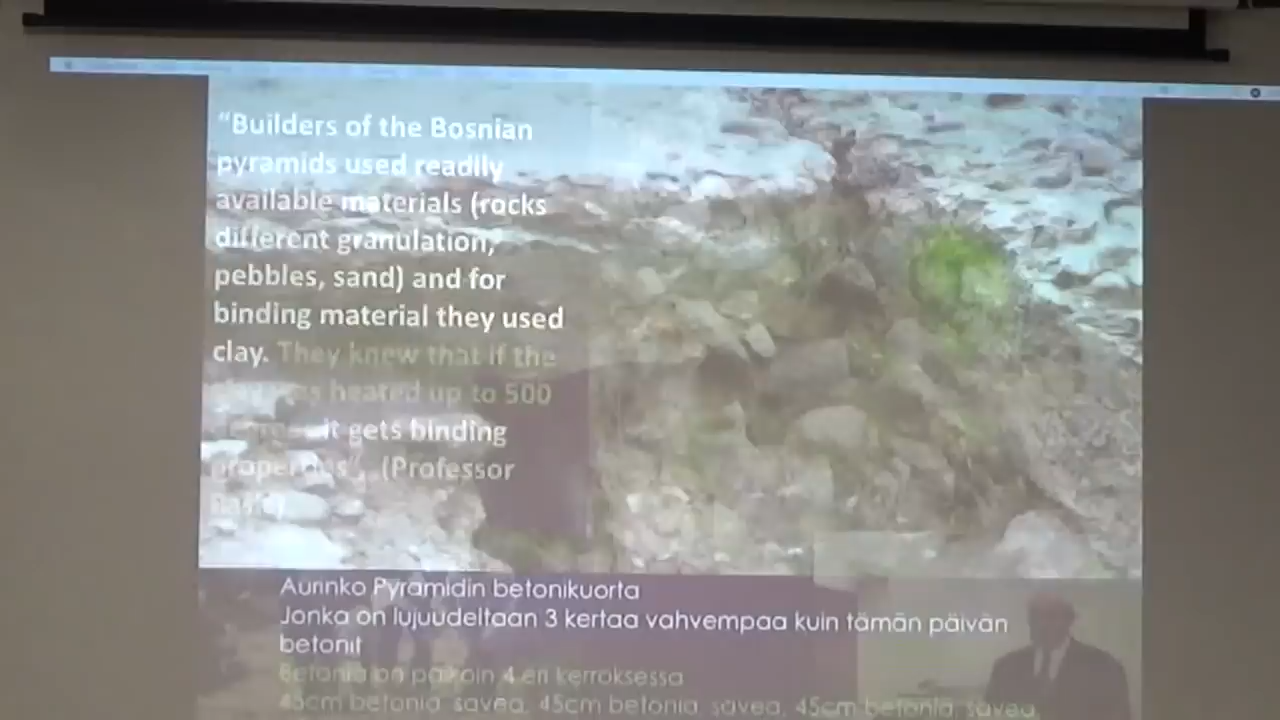 “Builders of the Bosnian
pyramids used readily
available materials (rocks
different granulation,
pebbles, sand) and for
binding material they used
clay. They knew that if the
heated up to 500
it gets binding
properties”, (Professor
Aurinko Pyramidin betonikuorta
Jonka on lujuudeltaan 3 kertaa vahvempaa kuin tämän päivän
betonit
Betonia on paikoin 4 eri kerroksessa
45cm betonia, savea, 45cm betonia, savea, 45cm betonia, savea,